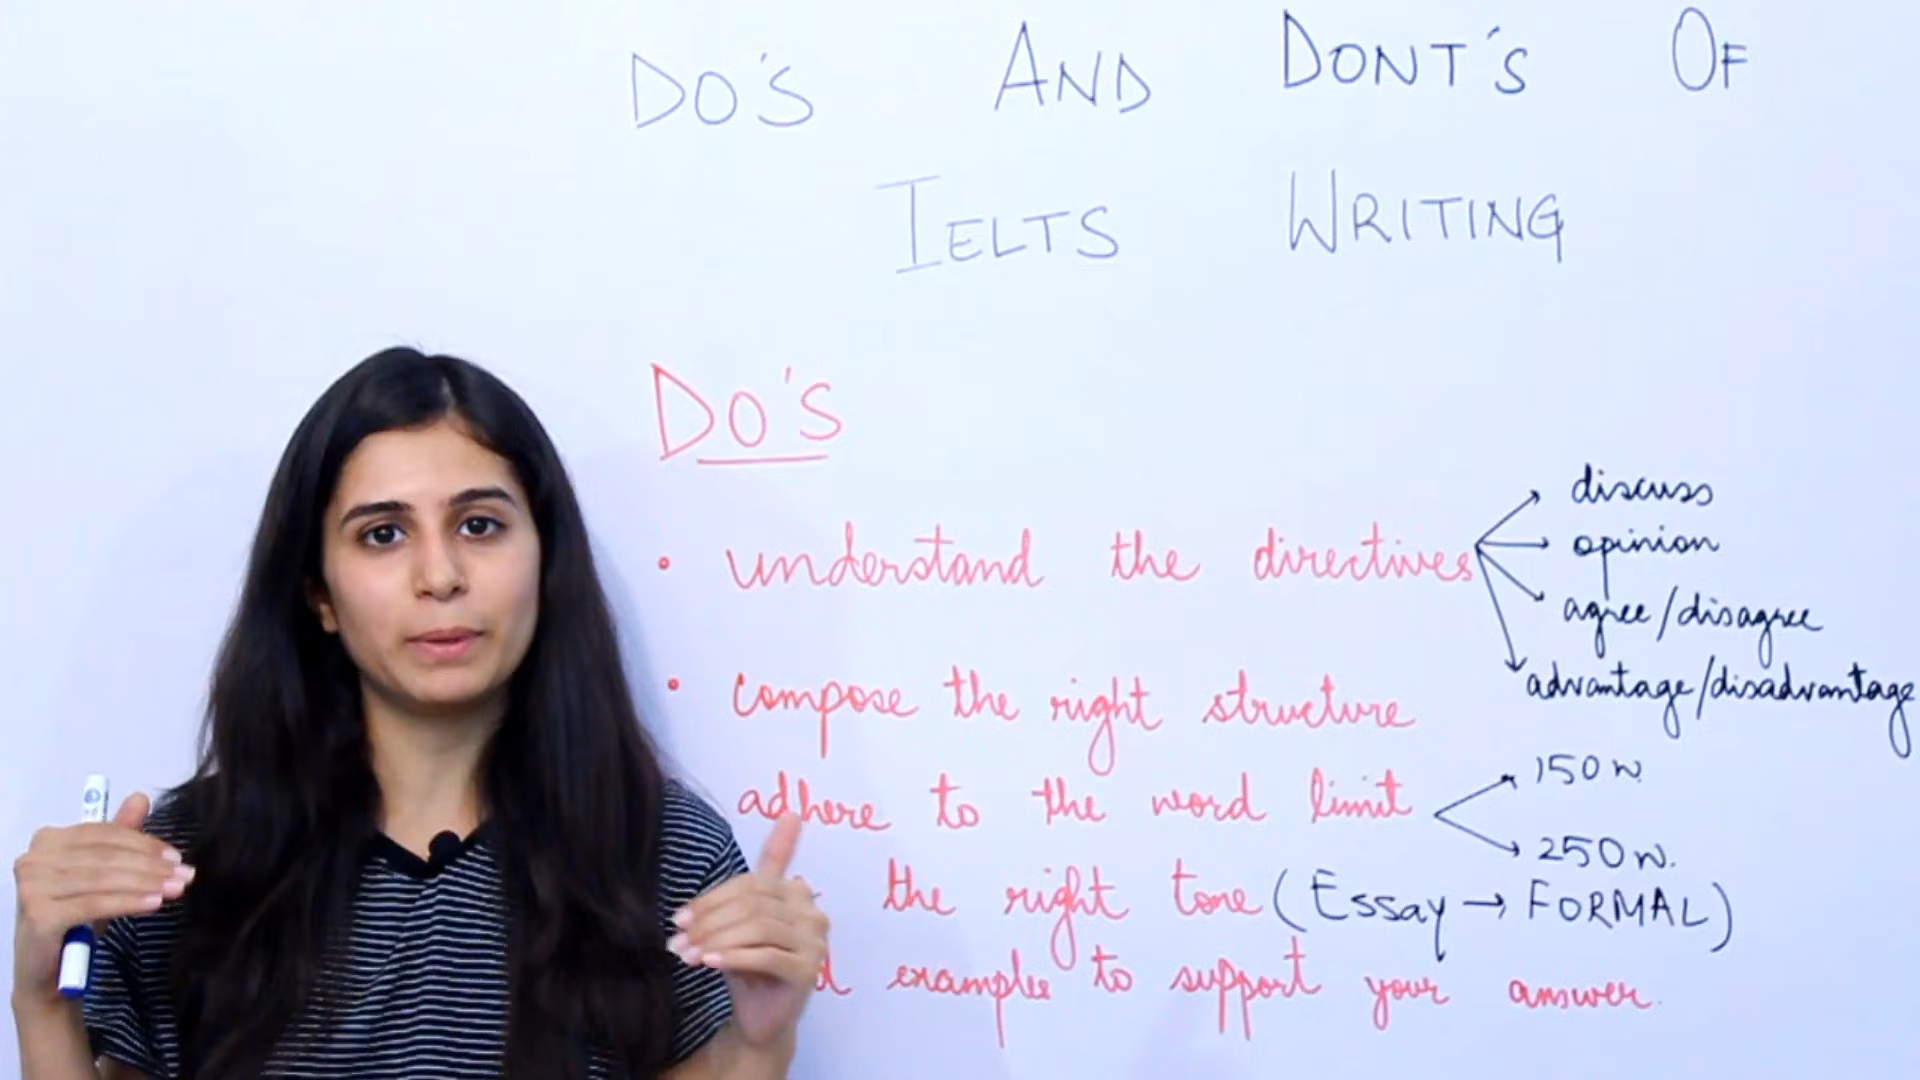 DO'S AND DONT'S OF
IELTS WRITING
DO'S
• understand the directives
discuss
opinion
agree/disagree
advantage/disadvantage
• compose the right structure
adhere to the word limit
150 w.
250 w.
the right tone (Essay → FORMAL)
example to support your answer.